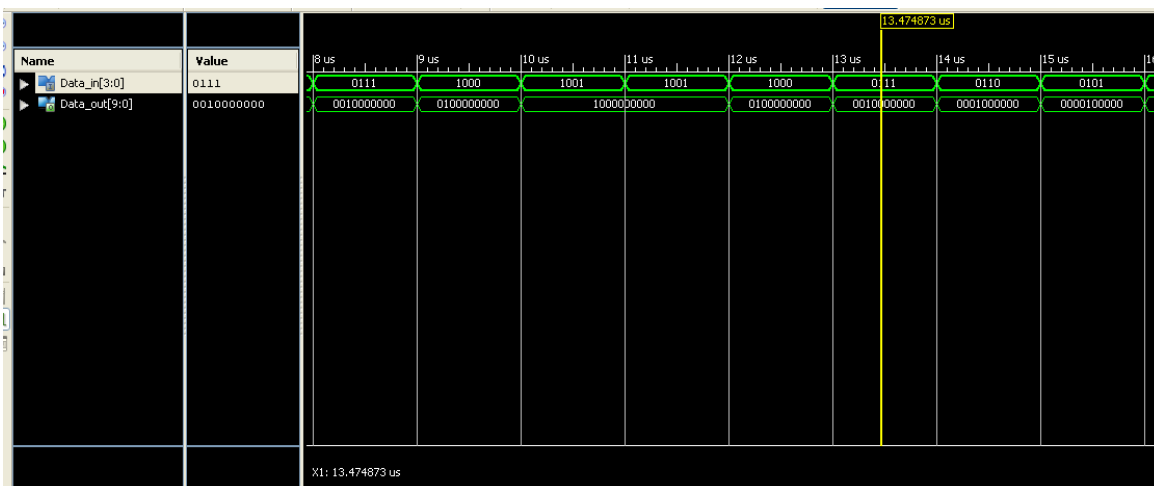 13.474873 us
Name Value 8 us 9 us 10 us 11 us 12 us 13 us 14 us 15 us
Data_in[3:0] 0111 0111 1000 1001 1001 1000 0111 0110 0101
Data_out[9:0] 0010000000 0010000000 0100000000 1000000000 0100000000 0010000000 0001000000 0000100000
X1: 13.474873 us